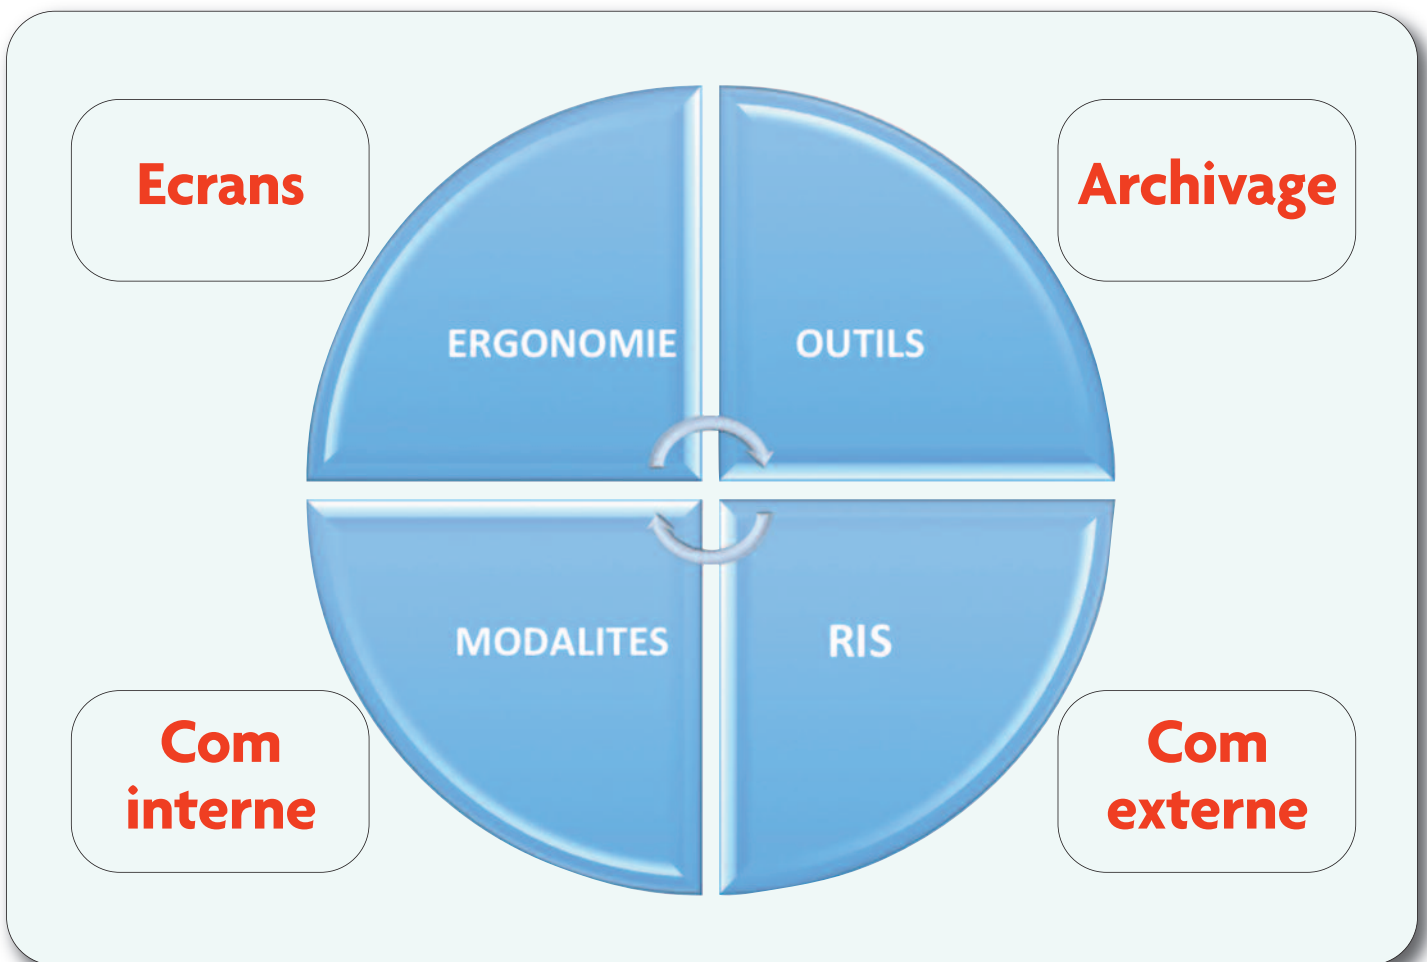 Ecrans
Archivage
ERGONOMIE
OUTILS
MODALITES
RIS
Com
interne
Com
externe